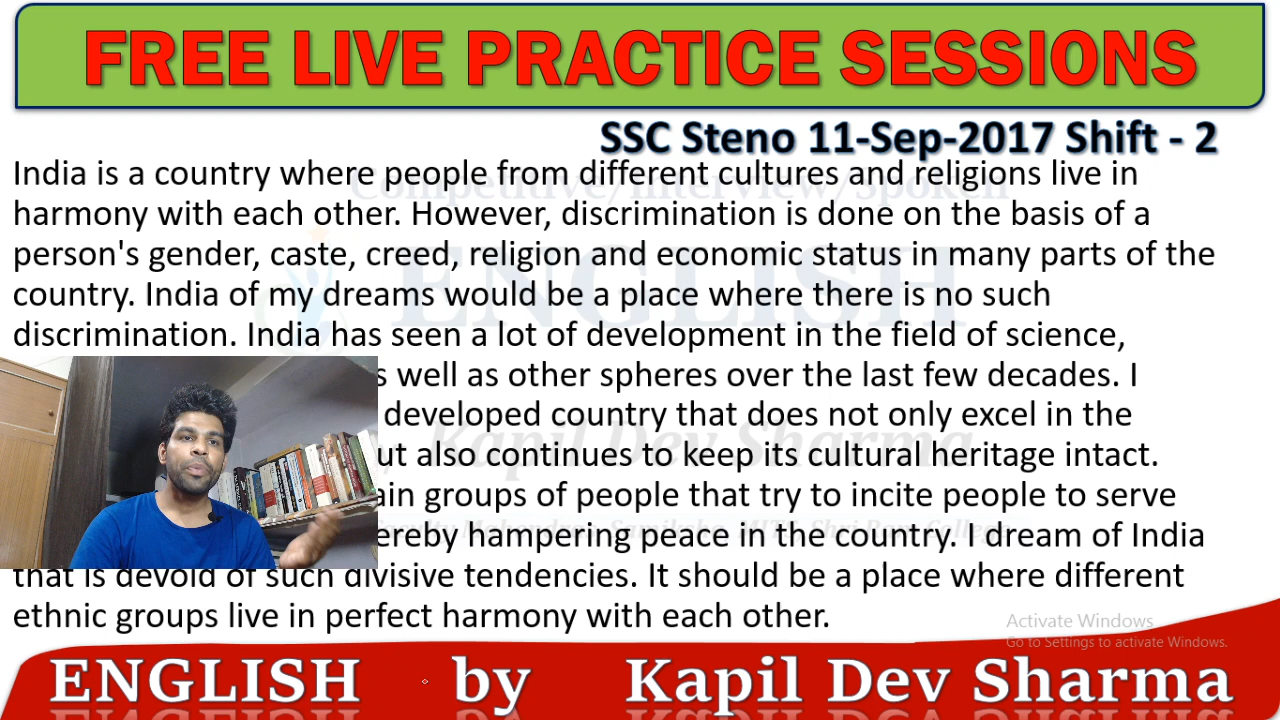 FREE LIVE PRACTICE SESSIONS
SSC Steno 11-Sep-2017 Shift - 2
India is a country where people from different cultures and religions live in
harmony with each other. However, discrimination is done on the basis of a
person's gender, caste, creed, religion and economic status in many parts of the
country. India of my dreams would be a place where there is no such
discrimination. India has seen a lot of development in the field of science,
s well as other spheres over the last few decades. I
developed country that does not only excel in the
ut also continues to keep its cultural heritage intact.
ain groups of people that try to incite people to serve
ereby hampering peace in the country. I dream of India
that is devoid of such divisive tendencies. It should be a place where different
ethnic groups live in perfect harmony with each other.
Competitive/Interview/Spoken
ENGLISH
by Kapil Dev Sharma
Activate Windows
Go to Settings to activate Windows.
ENGLISH by Kapil Dev Sharma